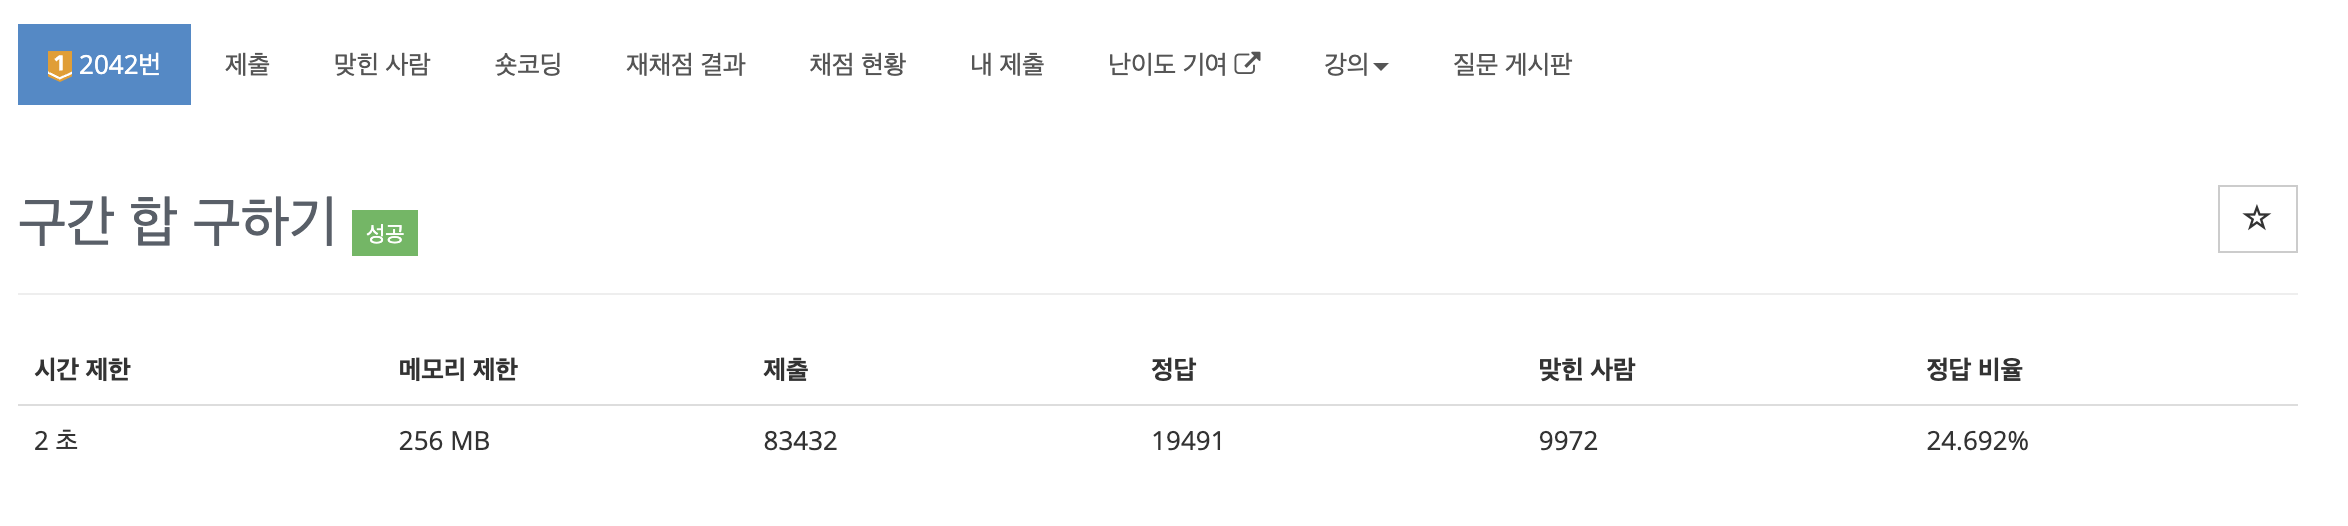 1 2042번 제출 맞힌 사람 숏코딩 재채점 결과 채점 현황 내 제출 난이도 기여 강의 질문 게시판
구간 합 구하기 성공
시간 제한 메모리 제한 제출 정답 맞힌 사람 정답 비율
2 초 256 MB 83432 19491 9972 24.692%